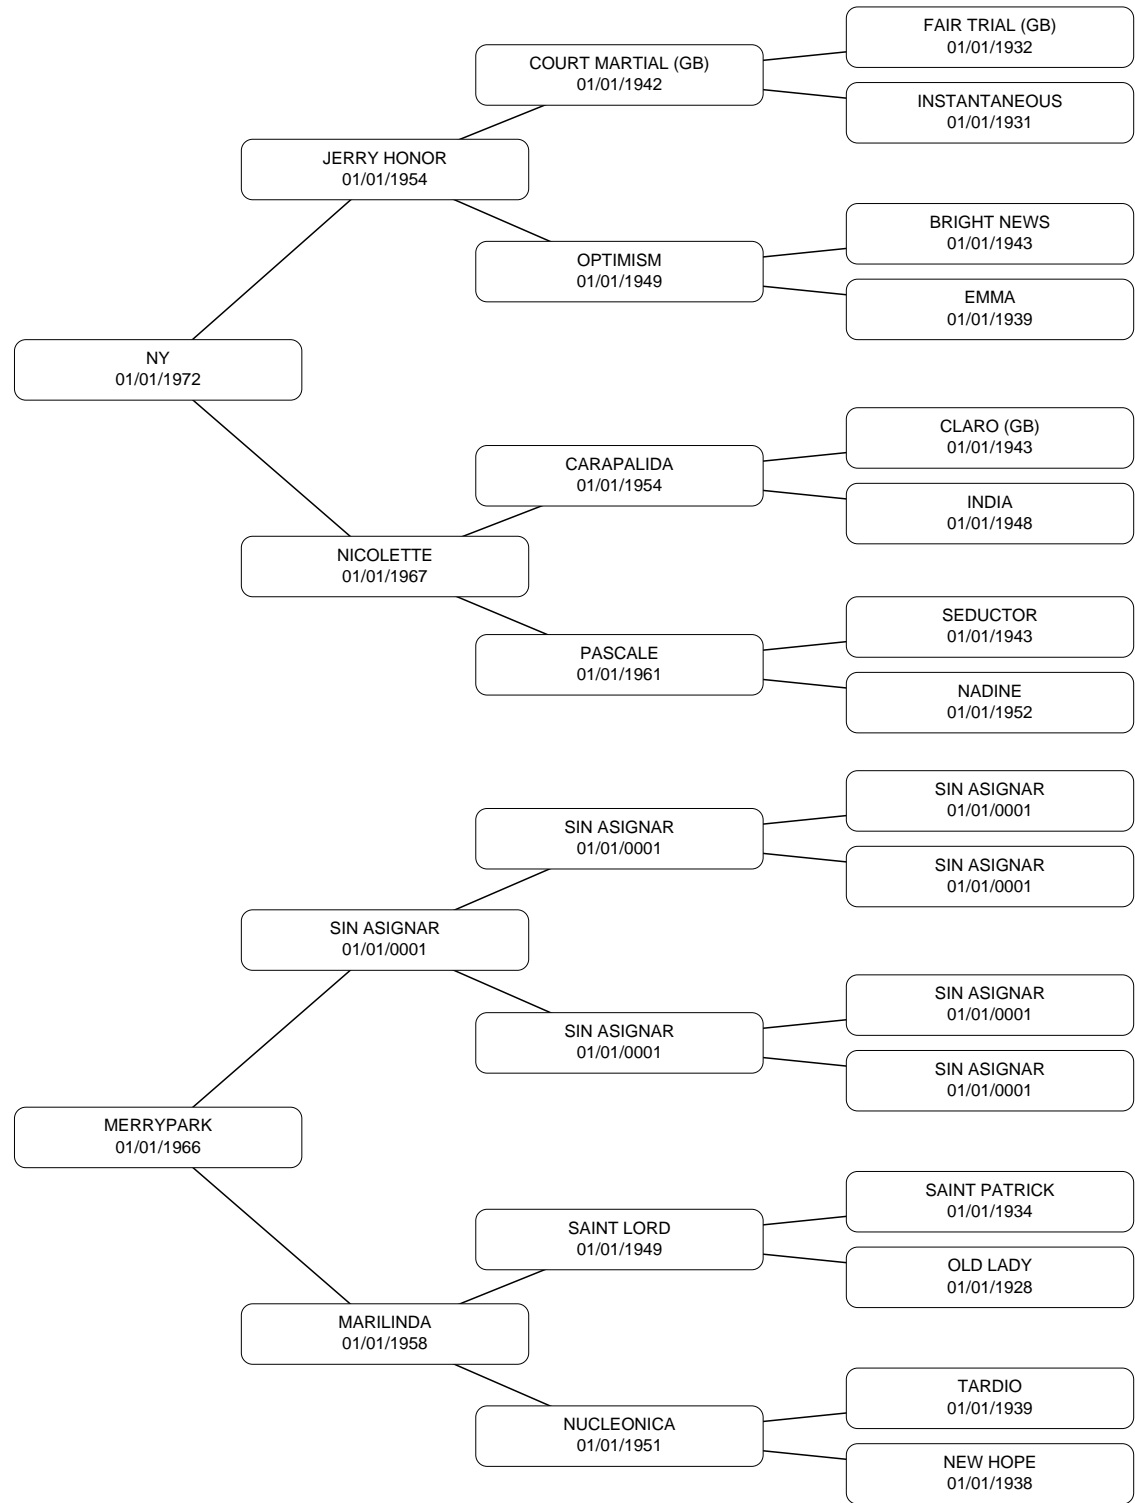 FAIR TRIAL (GB)
01/01/1932
COURT MARTIAL (GB)
01/01/1942
INSTANTANEOUS
01/01/1931
JERRY HONOR
01/01/1954
BRIGHT NEWS
01/01/1943
OPTIMISM
01/01/1949
EMMA
01/01/1939
NY
01/01/1972
CLARO (GB)
01/01/1943
CARAPALIDA
01/01/1954
INDIA
01/01/1948
NICOLETTE
01/01/1967
SEDUCTOR
01/01/1943
PASCALE
01/01/1961
NADINE
01/01/1952
SIN ASIGNAR
01/01/0001
SIN ASIGNAR
01/01/0001
SIN ASIGNAR
01/01/0001
SIN ASIGNAR
01/01/0001
SIN ASIGNAR
01/01/0001
SIN ASIGNAR
01/01/0001
SIN ASIGNAR
01/01/0001
MERRYPARK
01/01/1966
SAINT PATRICK
01/01/1934
SAINT LORD
01/01/1949
OLD LADY
01/01/1928
MARILINDA
01/01/1958
TARDIO
01/01/1939
NUCLEONICA
01/01/1951
NEW HOPE
01/01/1938